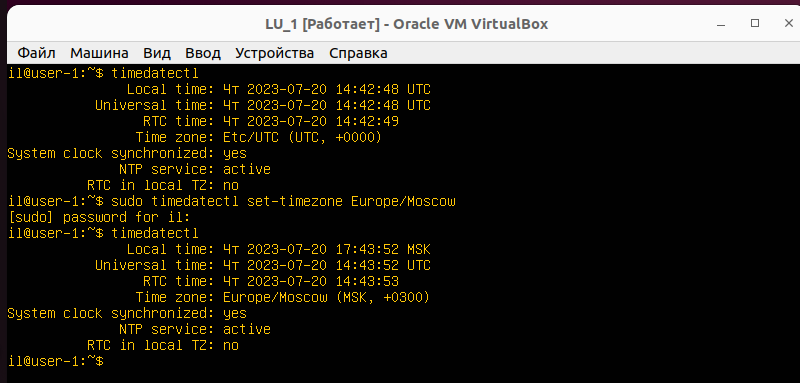 LU_1 [Работает] - Oracle VM VirtualBox
Файл Машина Вид Ввод Устройства Справка
il@user-1:~$ timedatectl
Local time: Чт 2023-07-20 14:42:48 UTC
Universal time: Чт 2023-07-20 14:42:48 UTC
RTC time: Чт 2023-07-20 14:42:49
Time zone: Etc/UTC (UTC, +0000)
System clock synchronized: yes
NTP service: active
RTC in local TZ: no
il@user-1:~$ sudo timedatectl set-timezone Europe/Moscow
[sudo] password for il:
il@user-1:~$ timedatectl
Local time: Чт 2023-07-20 17:43:52 MSK
Universal time: Чт 2023-07-20 14:43:52 UTC
RTC time: Чт 2023-07-20 14:43:53
Time zone: Europe/Moscow (MSK, +0300)
System clock synchronized: yes
NTP service: active
RTC in local TZ: no
il@user-1:~$